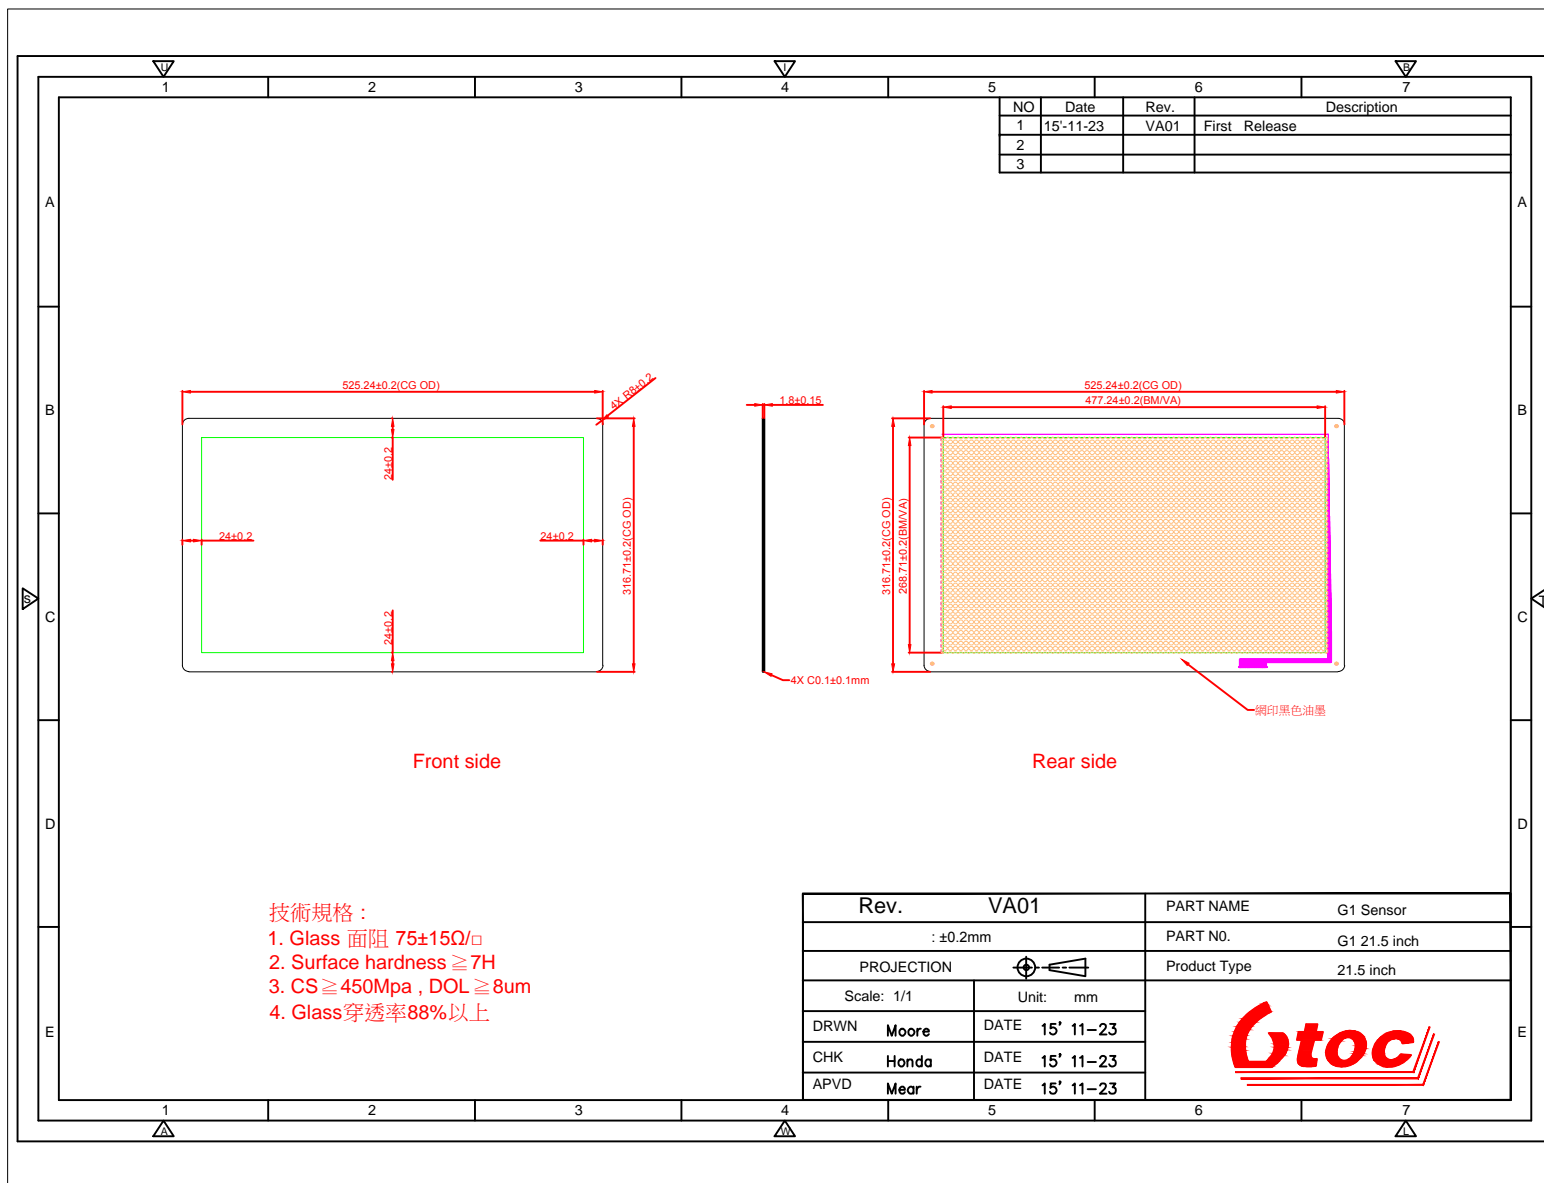 U I B
1 2 3 4 5 6 7
NO Date Rev. Description
1 15'-11-23 VA01 First Release
2
3
A A
B B
525.24±0.2(CG OD)
4X R8±0.2
24±0.2
24±0.2
24±0.2
24±0.2
316.71±0.2(CG OD)
1.8±0.15
4X C0.1±0.1mm
525.24±0.2(CG OD)
477.24±0.2(BM/VA)
316.71±0.2(CG OD)
268.71±0.2(BM/VA)
網印黑色油墨
S T
C C
Front side
Rear side
D D
技術規格：
1. Glass 面阻 75±15Ω/□
2. Surface hardness ≧7H
3. CS≧450Mpa , DOL≧8um
4. Glass穿透率88%以上
Rev. VA01
: ±0.2mm
PROJECTION
Scale: 1/1 Unit: mm
DRWN Moore DATE 15' 11-23
CHK Honda DATE 15' 11-23
APVD Mear DATE 15' 11-23
PART NAME G1 Sensor
PART N0. G1 21.5 inch
Product Type 21.5 inch
Gtoc
E E
1 2 3 4 5 6 7
A W L